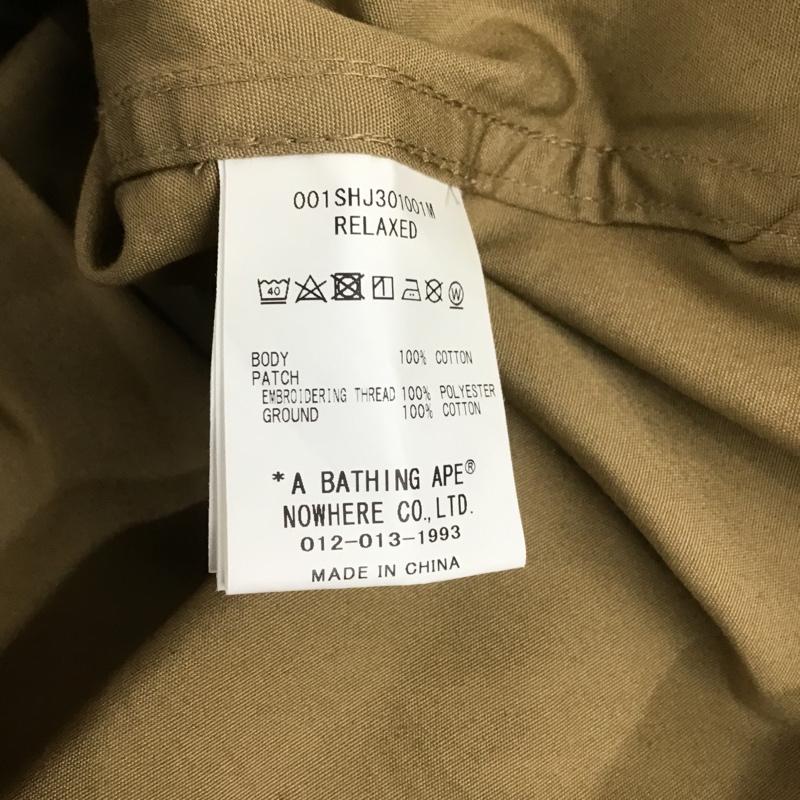 001SHJ301001M
RELAXED
40 W
BODY 100% COTTON
PATCH
EMBROIDERING THREAD 100% POLYESTER
GROUND 100% COTTON
*A BATHING APE®
NOWHERE CO.,LTD.
012-013-1993
MADE IN CHINA